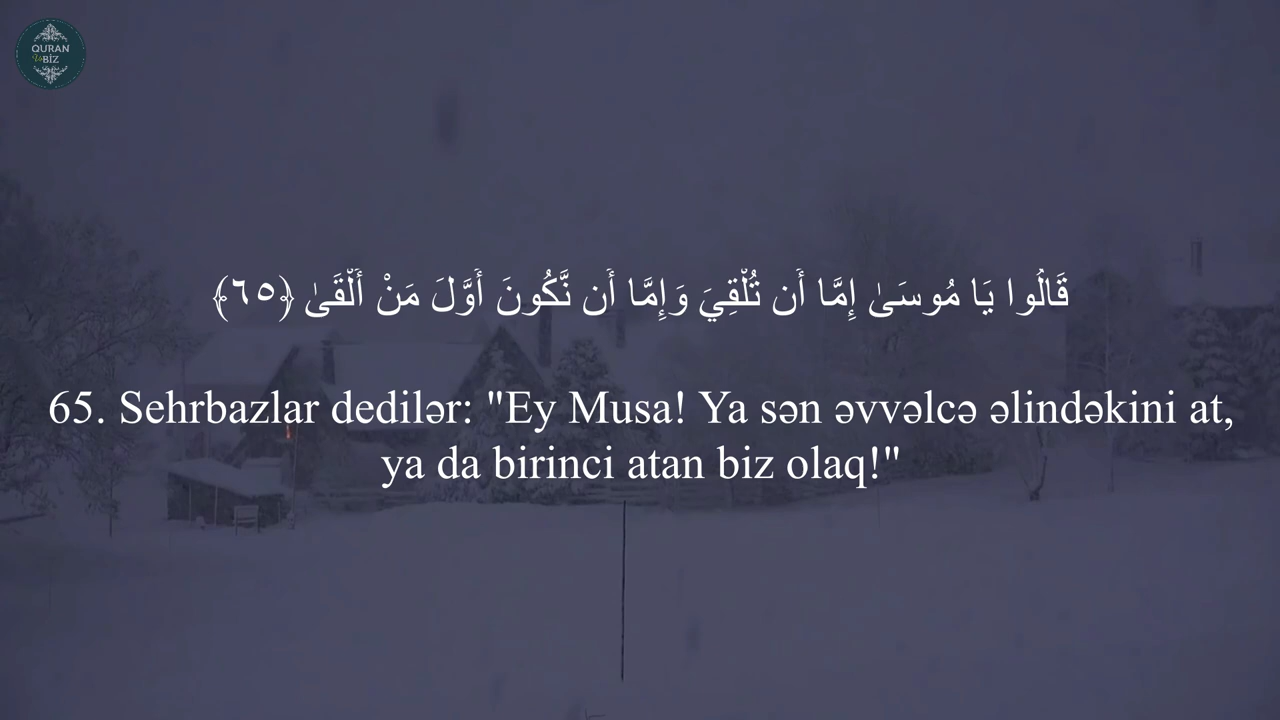 QURAN
Və BİZ
قَالُوا يَا مُوسَىٰ إِمَّا أَن تُلْقِيَ وَإِمَّا أَن نَّكُونَ أَوَّلَ مَنْ أَلْقَىٰ ﴿٦٥﴾
65. Sehrbazlar dedilər: "Ey Musa! Ya sən əvvəlcə əlindəkini at,
ya da birinci atan biz olaq!"